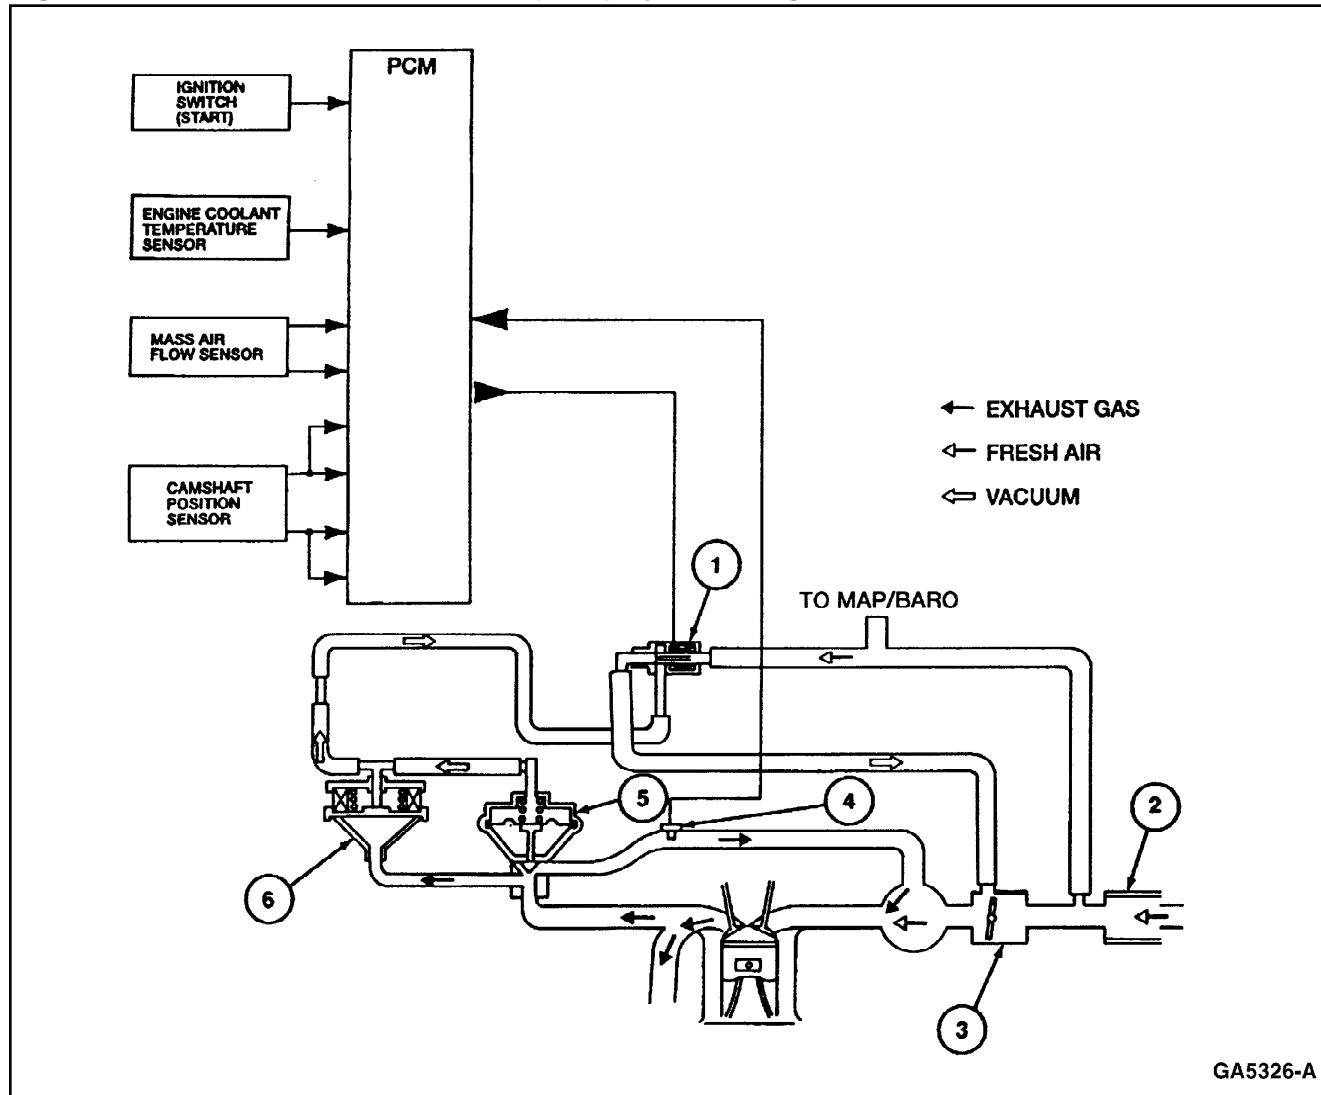 PCM
IGNITION
SWITCH
(START)
ENGINE COOLANT
TEMPERATURE
SENSOR
MASS AIR
FLOW SENSOR
CAMSHAFT
POSITION
SENSOR
EXHAUST GAS
FRESH AIR
VACUUM
1
TO MAP/BARO
5
4
2
6
3
GA5326-A